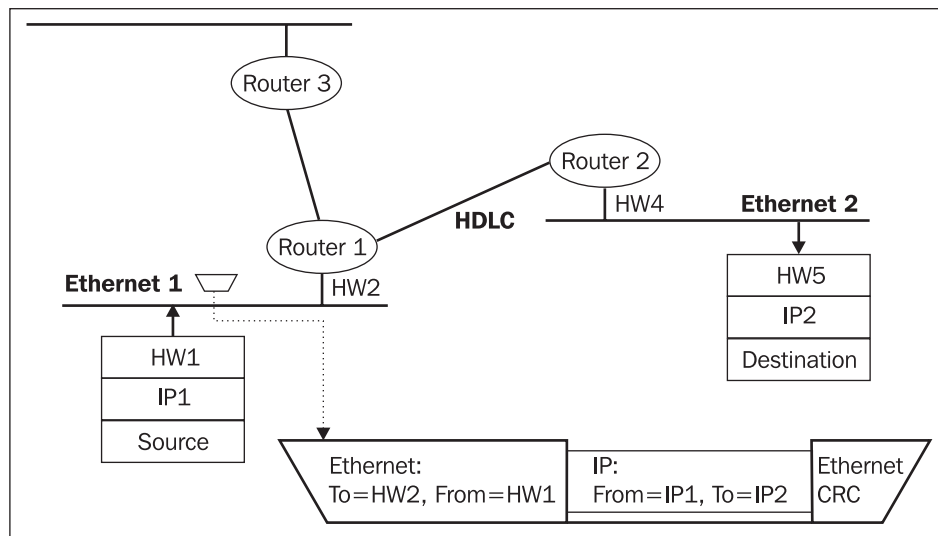 Router 3
Router 2
HW4
Ethernet 2
HDLC
Router 1
Ethernet 1
HW2
HW5
IP2
Destination
HW1
IP1
Source
Ethernet:
To=HW2, From=HW1
IP:
From=IP1, To=IP2
Ethernet
CRC